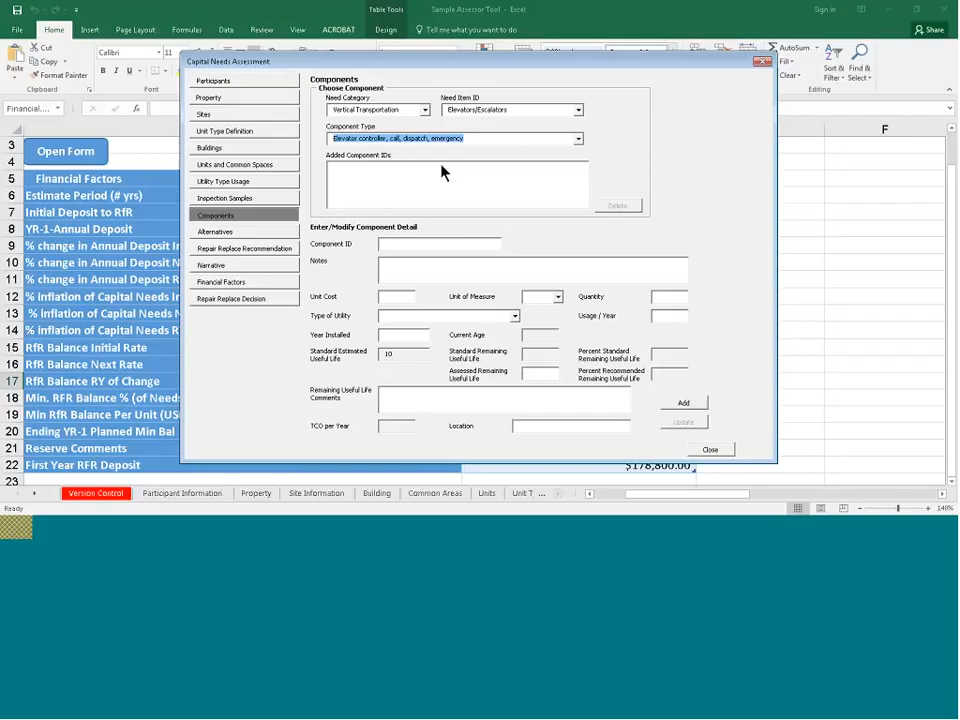 Table Tools
Sample Assessor Tool - Excel
Sign in
File
Home
Insert
Page Layout
Formulas
Data
Review
View
ACROBAT
Design
Tell me what you want to do
Share
Paste
Cut
Copy
Format Painter
Clipboard
Calibri
11
B I U
AutoSum
Fill
Clear
Sort &
Filter
Find &
Select
Editing
Financial...
F
3
4
Open Form
5 Financial Factors
6 Estimate Period (# yrs)
7 Initial Deposit to RfR
8 YR-1-Annual Deposit
9 % change in Annual Deposit In
10 % change in Annual Deposit N
11 % change in Annual Deposit R
12 % inflation of Capital Needs In
13 % inflation of Capital Needs N
14 % inflation of Capital Needs R
15 RfR Balance Initial Rate
16 RfR Balance Next Rate
17 RfR Balance RY of Change
18 Min. RFR Balance % (of Needs
19 Min RFR Balance Per Unit (US
20 Ending YR-1 Planned Min Bal
21 Reserve Comments
22 First Year RFR Deposit
$178,800.00
23
Capital Needs Assessment
Participants
Property
Sites
Unit Type Definition
Buildings
Units and Common Spaces
Utility Type Usage
Inspection Samples
Components
Alternatives
Repair Replace Recommendation
Narrative
Financial Factors
Repair Replace Decision
Components
Choose Component
Need Category
Need Item ID
Vertical Transportation
Elevators/Escalators
Component Type
Elevator controller, call, dispatch, emergency
Added Component IDs
Delete
Enter/Modify Component Detail
Component ID
Notes
Unit Cost
Unit of Measure
Quantity
Type of Utility
Usage / Year
Year Installed
Current Age
Standard Estimated
Useful Life
10
Standard Remaining
Useful Life
Percent Standard
Remaining Useful Life
Assessed Remaining
Useful Life
Percent Recommended
Remaining Useful Life
Remaining Useful Life
Comments
Add
Update
TCO per Year
Location
Close
Version Control
Participant Information
Property
Site Information
Building
Common Areas
Units
Unit T ...
Ready
140%